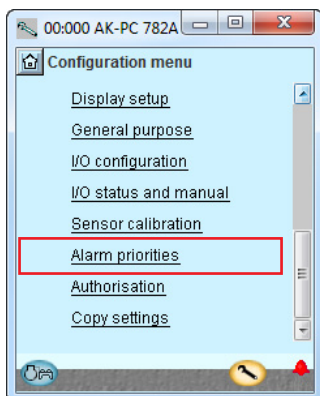 00:000 AK-PC 782A
Configuration menu
Display setup
General purpose
I/O configuration
I/O status and manual
Sensor calibration
Alarm priorities
Authorisation
Copy settings